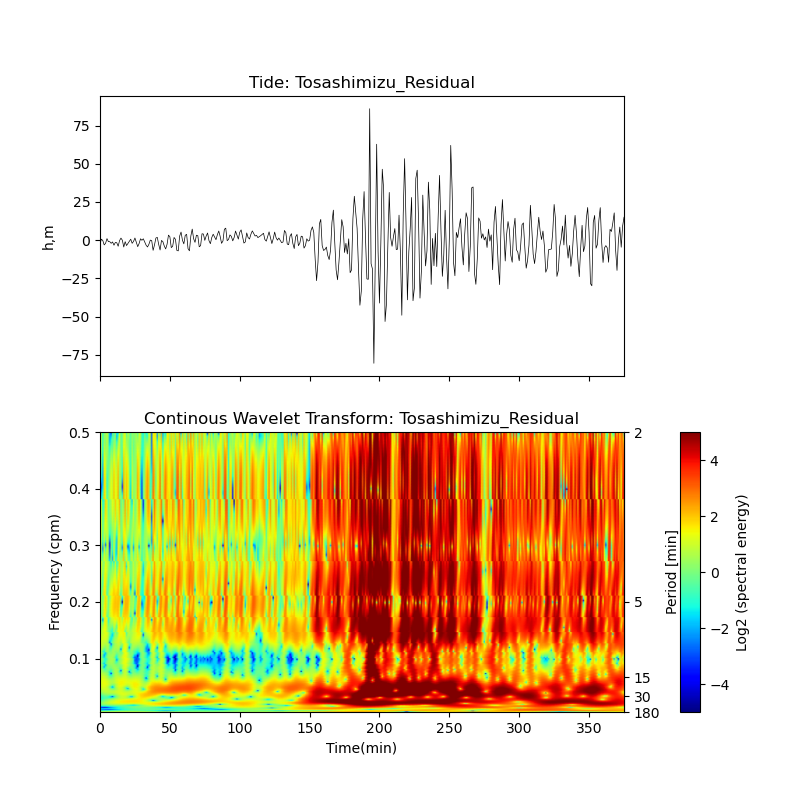 Tide: Tosashimizu_Residual
75
50
25
0
−25
−50
−75
h,m
Continous Wavelet Transform: Tosashimizu_Residual
0.5
0.4
0.3
0.2
0.1
Frequency (cpm)
0 50 100 150 200 250 300 350
Time(min)
2
5
15
30
180
Period [min]
4
2
0
−2
−4
Log2 (spectral energy)